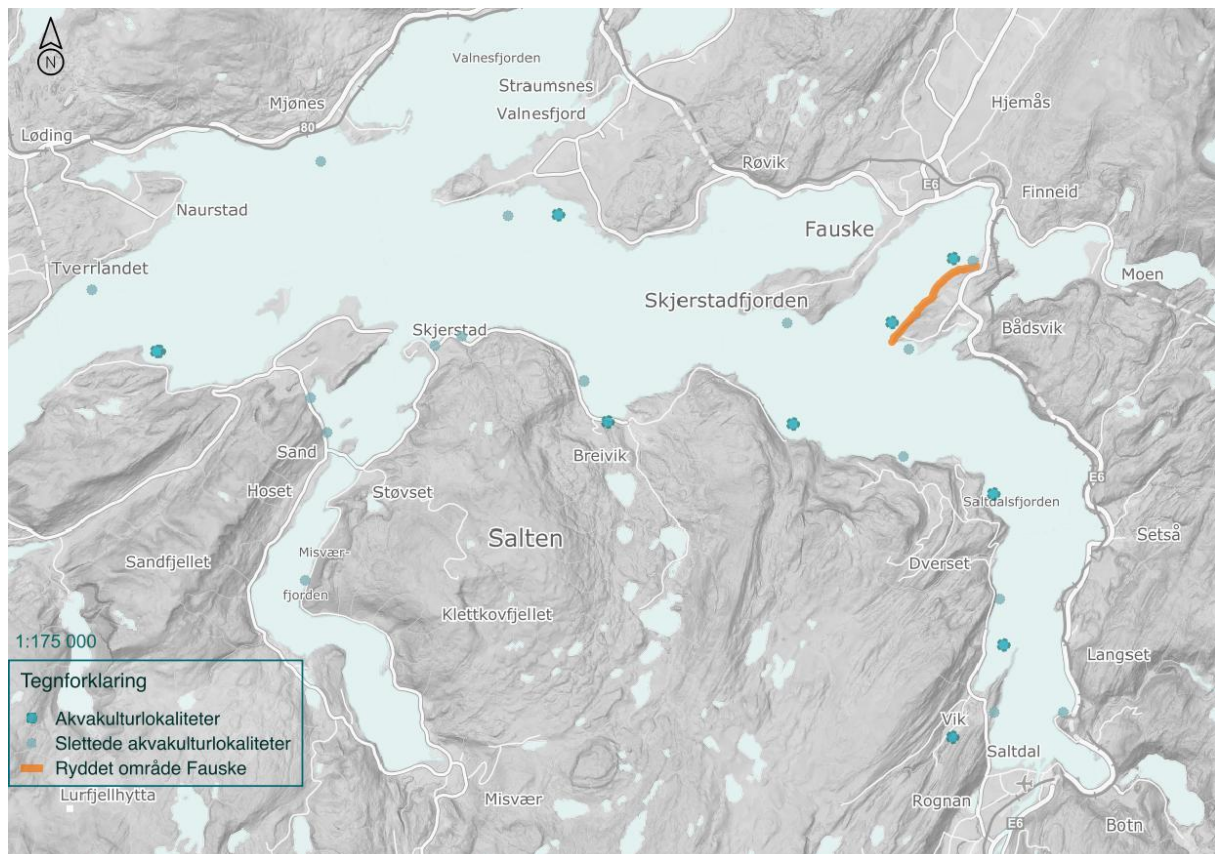 N
Valnesfjorden
Straumsnes
Valnesfjord
Mjønes
80
Løding
Hjemås
Røvik
E6
Finneid
Naurstad
Fauske
Tverrlandet
Moen
Skjerstadfjorden
Skjerstad
Bådsvik
Sand
Breivik
E6
Hoset
Støvset
Saltdalsfjorden
Salten
Setså
Misvær-
fjorden
Sandfjellet
Dverset
Klettkovfjellet
1:175 000
Langset
Tegnforklaring
Akvakulturlokaliteter
Slettede akvakulturlokaliteter
Ryddet område Fauske
Vik
Saltdal
Lurfjellhytta
Misvær
Rognan
E6
Botn